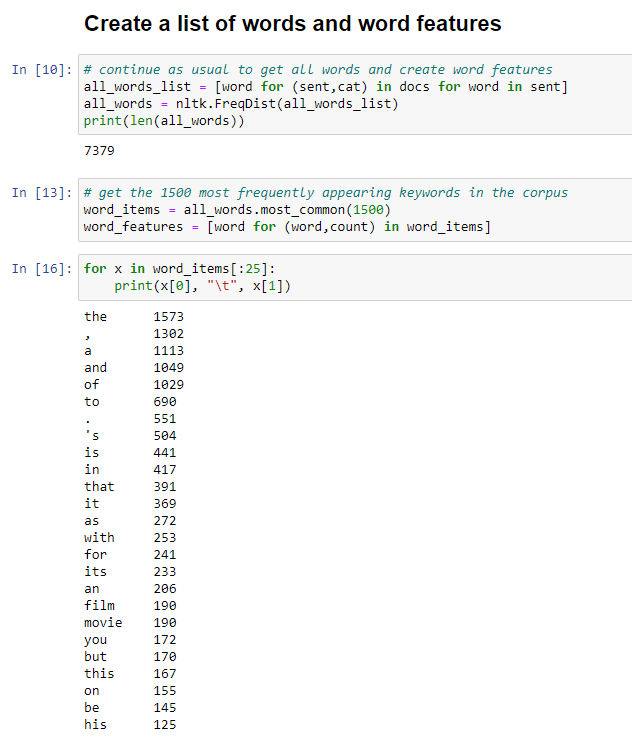 Create a list of words and word features
In [10]: # continue as usual to get all words and create word features
all_words_list = [word for (sent,cat) in docs for word in sent]
all_words = nltk.FreqDist(all_words_list)
print(len(all_words))
7379
In [13]: # get the 1500 most frequently appearing keywords in the corpus
word_items = all_words.most_common(1500)
word_features = [word for (word,count) in word_items]
In [16]: for x in word_items[:25]:
    print(x[0], "\t", x[1])
the 1573
, 1302
a 1113
and 1049
of 1029
to 690
. 551
's 504
is 441
in 417
that 391
it 369
as 272
with 253
for 241
its 233
an 206
film 190
movie 190
you 172
but 170
this 167
on 155
be 145
his 125